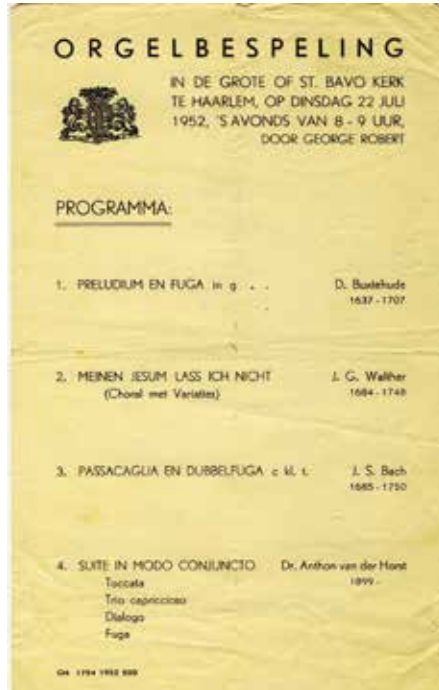 ORGELBESPELING
IN DE GROTE OF ST. BAVO KERK
TE HAARLEM, OP DINSDAG 22 JULI
1952, 'S AVONDS VAN 8 - 9 UUR,
DOOR GEORGE ROBERT
PROGRAMMA:
1. PRELUDIUM EN FUGA in g . . D. Buxtehude
1637 - 1707
2. MEINEN JESUM LASS ICH NICHT J. G. Walther
(Choral met Variaties) 1684 - 1748
3. PASSACAGLIA EN DUBBELFUGA c kl. t. J. S. Bach
1685 - 1750
4. SUITE IN MODO CONJUNCTO Dr. Anthon van der Horst
Toccata 1899 -
Trio capriccioso
Dialogo
Fuga
1794 1952